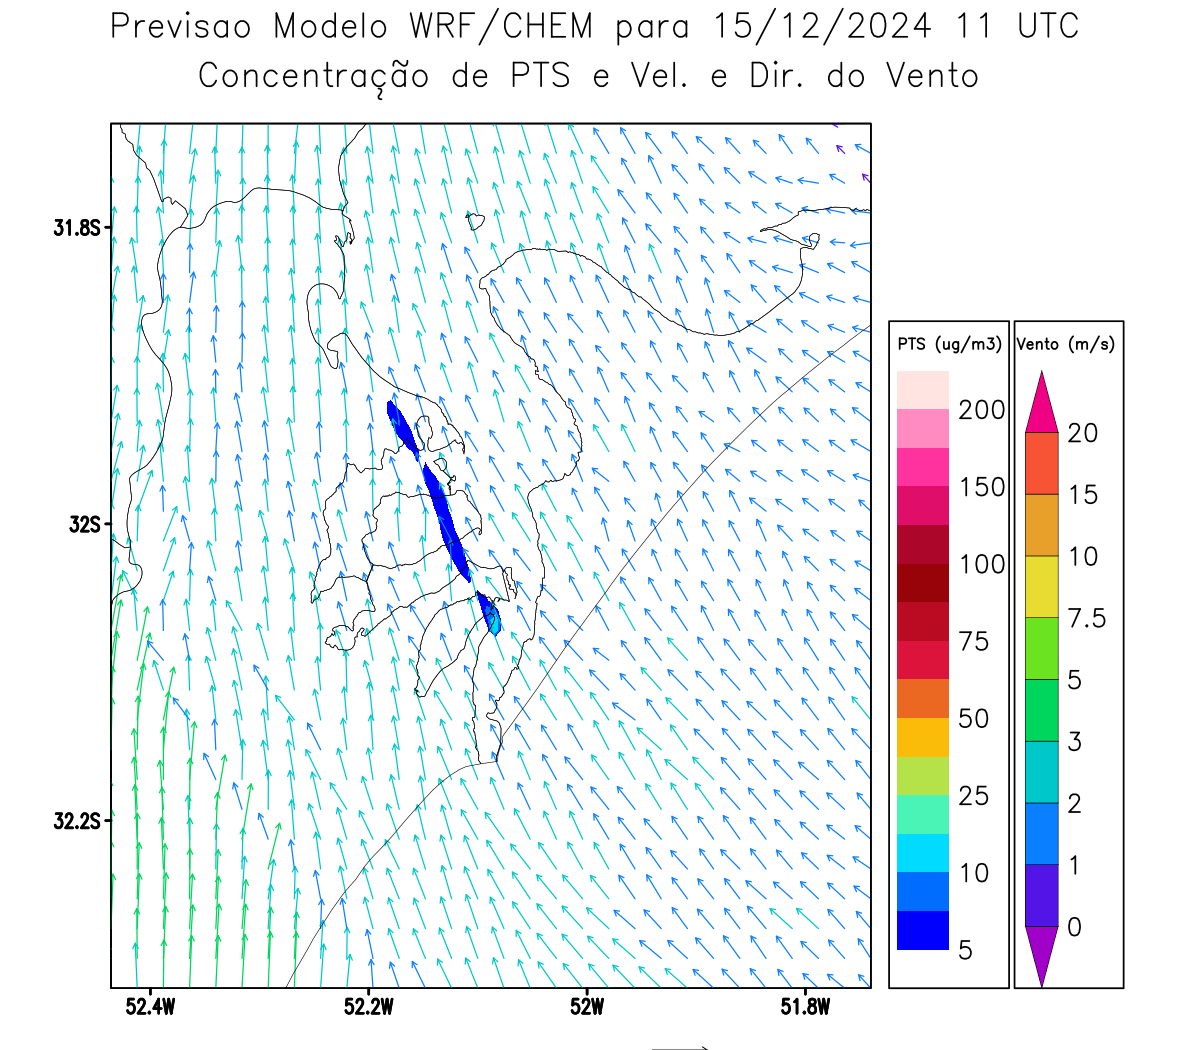 Previsao Modelo WRF/CHEM para 15/12/2024 11 UTC
Concentração de PTS e Vel. e Dir. do Vento
31.8S
32S
32.2S
52.4W
52.2W
52W
51.8W
PTS (ug/m3)
200
150
100
75
50
25
10
5
Vento (m/s)
20
15
10
7.5
5
3
2
1
0